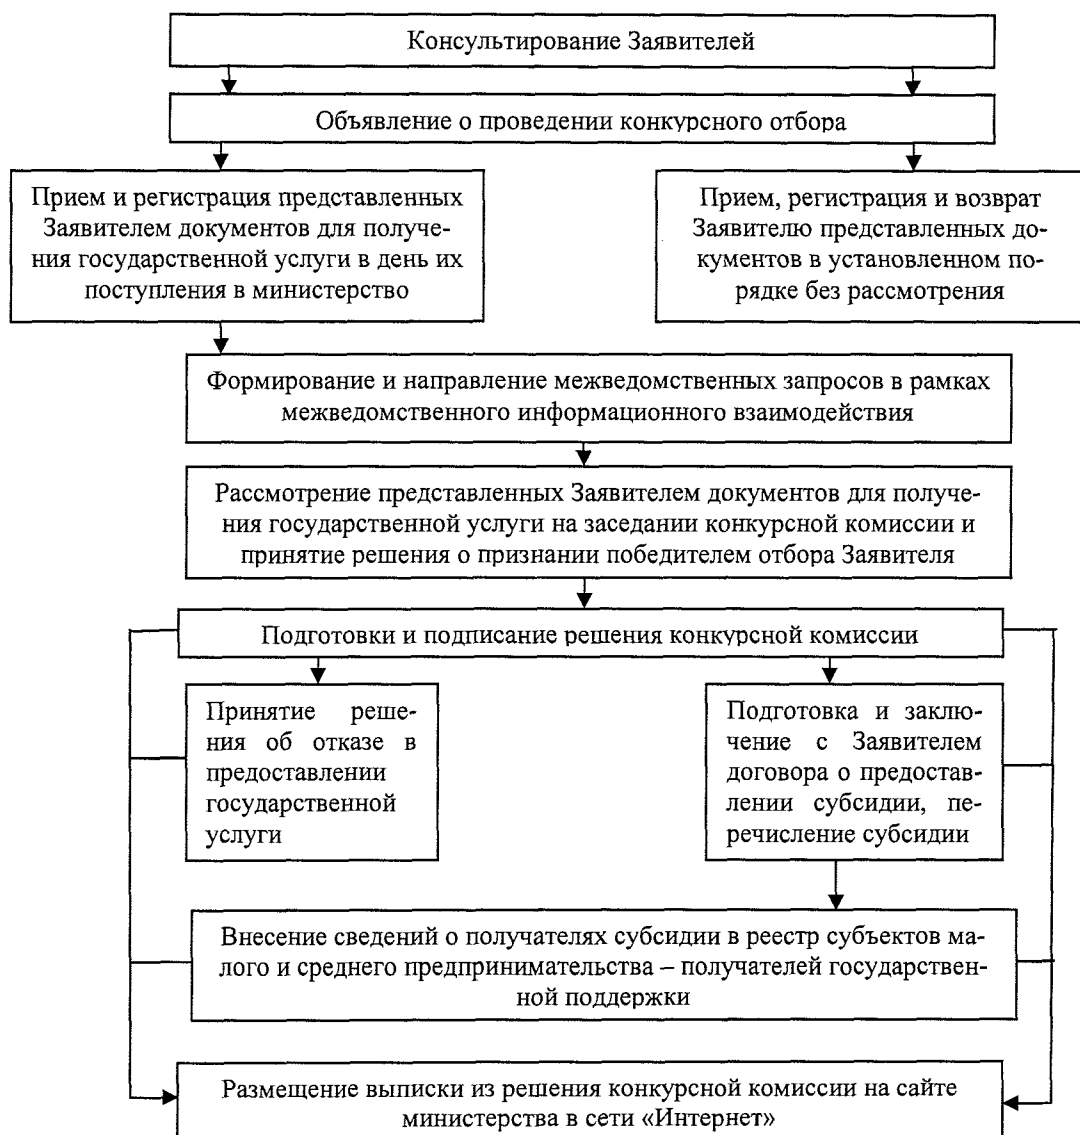 Консультирование Заявителей
Объявление о проведении конкурсного отбора
Прием и регистрация представленных
Заявителем документов для получе-
ния государственной услуги в день их
поступления в министерство
Прием, регистрация и возврат
Заявителю представленных до-
кументов в установленном по-
рядке без рассмотрения
Формирование и направление межведомственных запросов в рамках
межведомственного информационного взаимодействия
Рассмотрение представленных Заявителем документов для получе-
ния государственной услуги на заседании конкурсной комиссии и
принятие решения о признании победителем отбора Заявителя
Подготовки и подписание решения конкурсной комиссии
Принятие реше-
ния об отказе в
предоставлении
государственной
услуги
Подготовка и заклю-
чение с Заявителем
договора о предостав-
лении субсидии, пе-
речисление субсидии
Внесение сведений о получателях субсидии в реестр субъектов ма-
лого и среднего предпринимательства – получателей государствен-
ной поддержки
Размещение выписки из решения конкурсной комиссии на сайте
министерства в сети «Интернет»